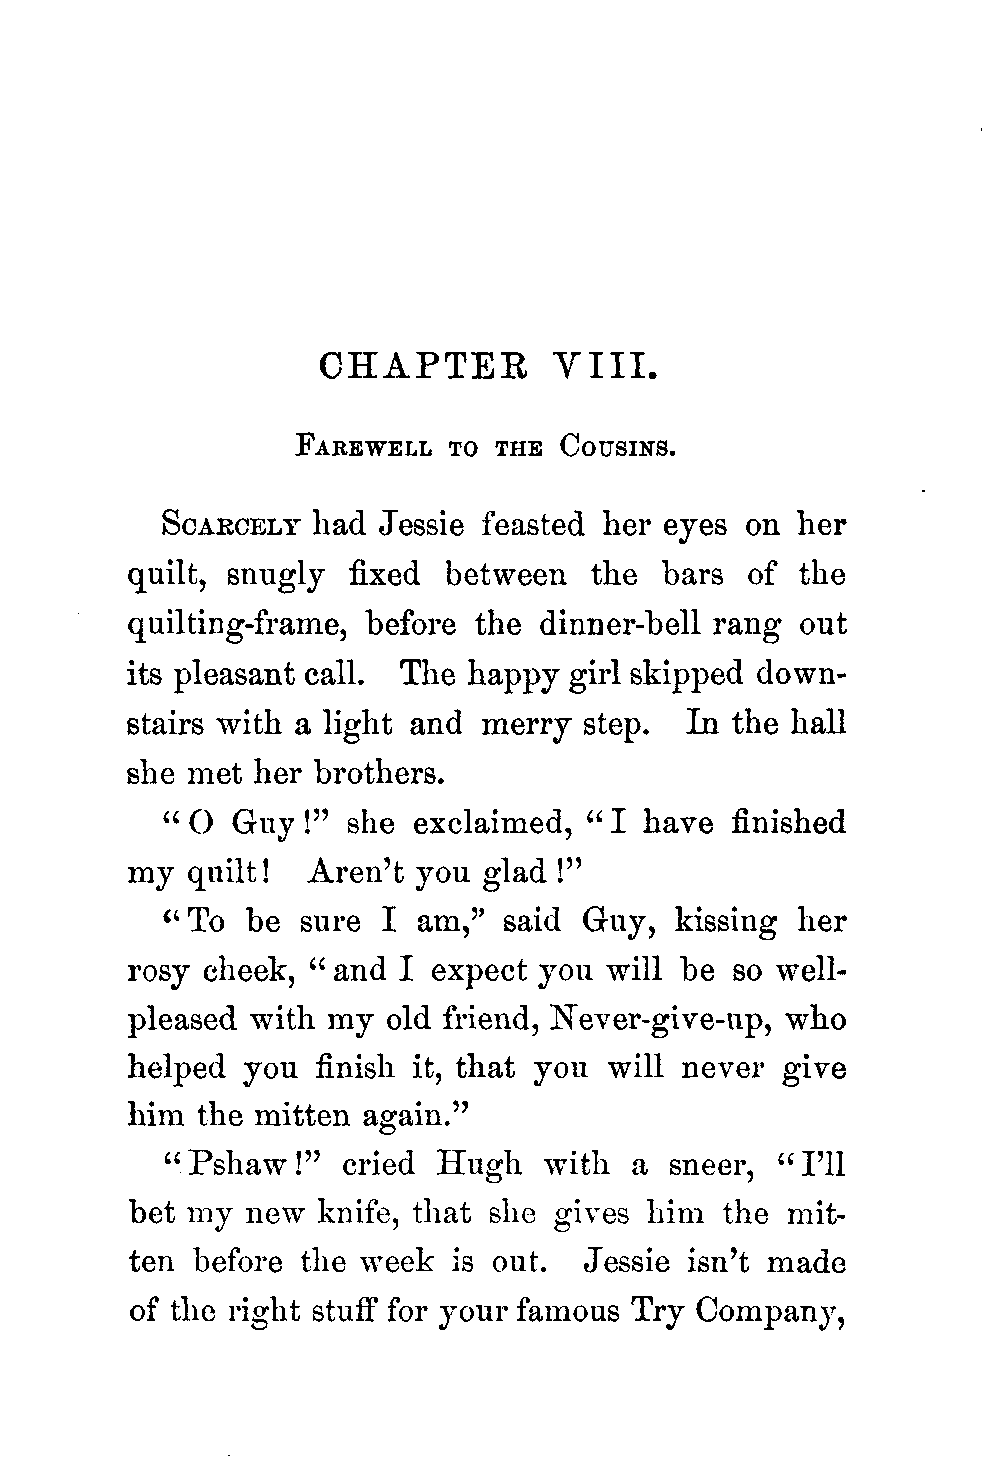 CHAPTER VIII.
FAREWELL TO THE COUSINS.
SCARCELY had Jessie feasted her eyes on her
quilt, snugly fixed between the bars of the
quilting-frame, before the dinner-bell rang out
its pleasant call. The happy girl skipped down-
stairs with a light and merry step. In the hall
she met her brothers.
"O Guy!" she exclaimed, "I have finished
my quilt! Aren't you glad!"
"To be sure I am," said Guy, kissing her
rosy cheek, "and I expect you will be so well-
pleased with my old friend, Never-give-up, who
helped you finish it, that you will never give
him the mitten again."
"Pshaw!" cried Hugh with a sneer, "I'll
bet my new knife, that she gives him the mit-
ten before the week is out. Jessie isn't made
of the right stuff for your famous Try Company,